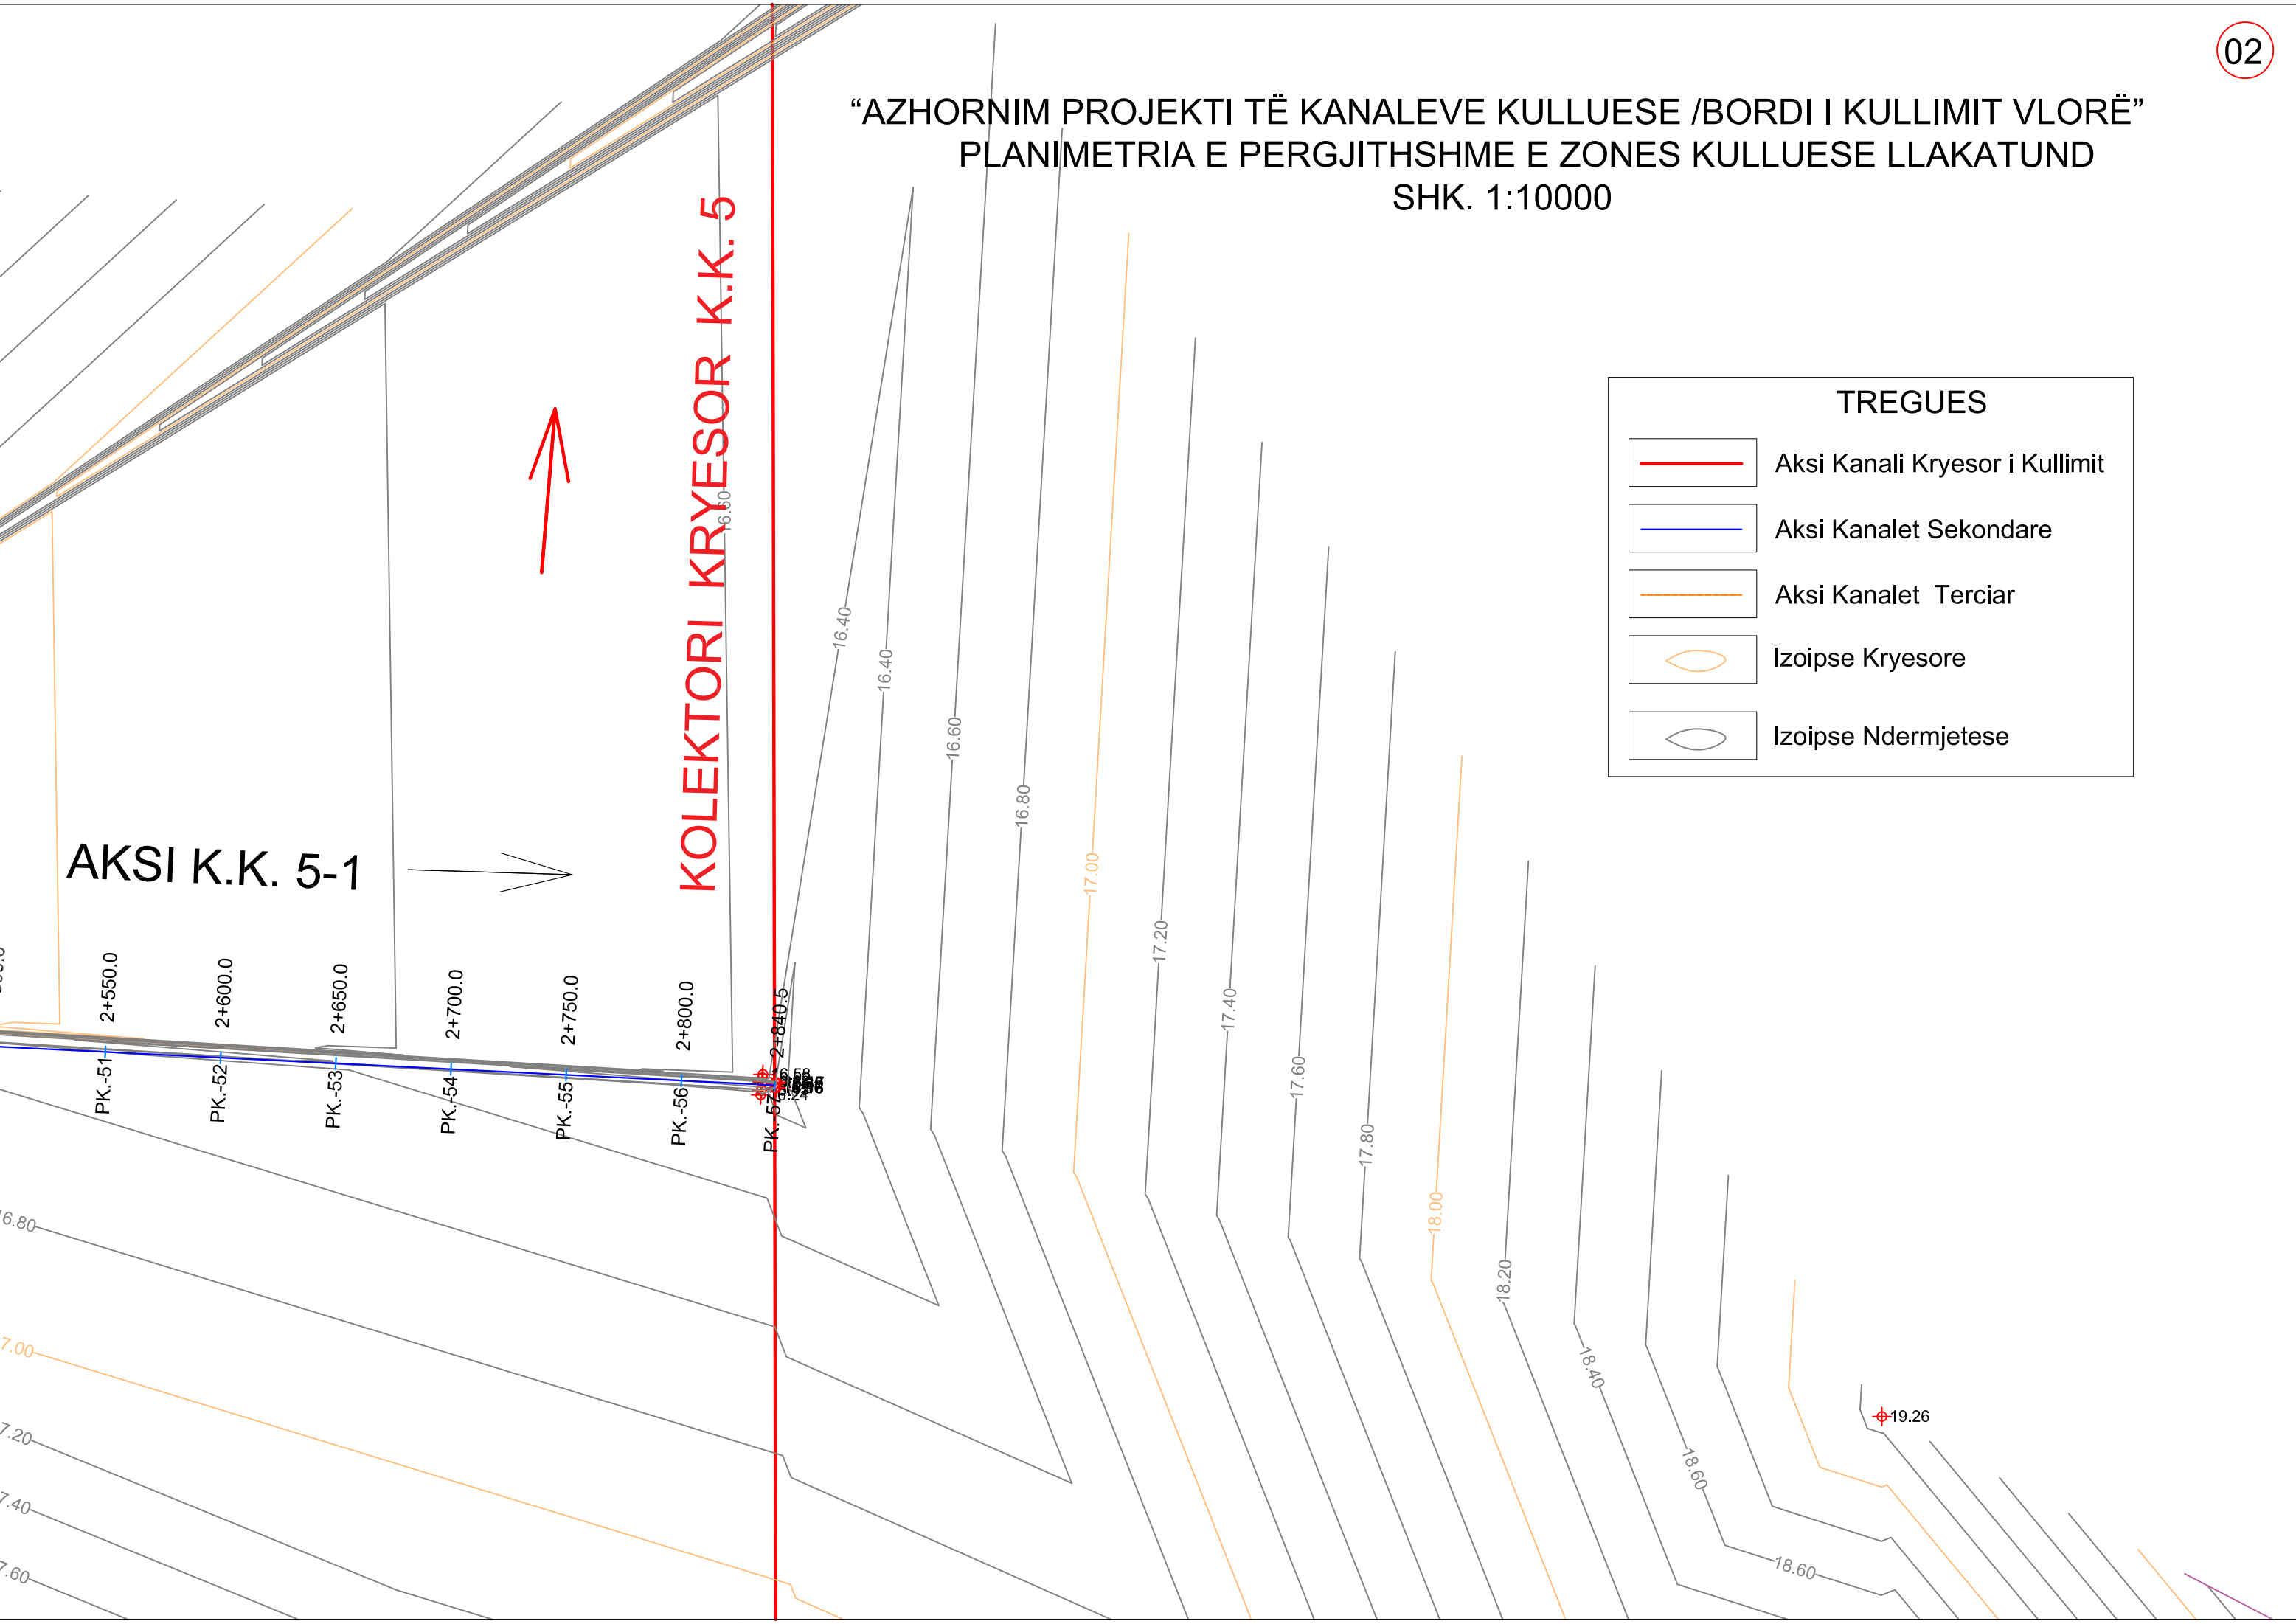 02
“AZHORNIM PROJEKTI TË KANALEVE KULLUESE /BORDI I KULLIMIT VLORË”
PLANIMETRIA E PERGJITHSHME E ZONES KULLUESE LLAKATUND
SHK. 1:10000
KOLEKTORI KRYESOR K.K. 5
TREGUES
Aksi Kanali Kryesor i Kullimit
Aksi Kanalet Sekondare
Aksi Kanalet Terciar
Izoipse Kryesore
Izoipse Ndermjetese
AKSI K.K. 5-1
16.60
16.40
16.40
16.60
16.80
17.00
17.20
17.40
17.60
17.80
18.00
18.20
18.40
18.60
18.60
19.26
2+550.0
2+600.0
2+650.0
2+700.0
2+750.0
2+800.0
2+840.5
PK.-51
PK.-52
PK.-53
PK.-54
PK.-55
PK.-56
PK.-57
16.58